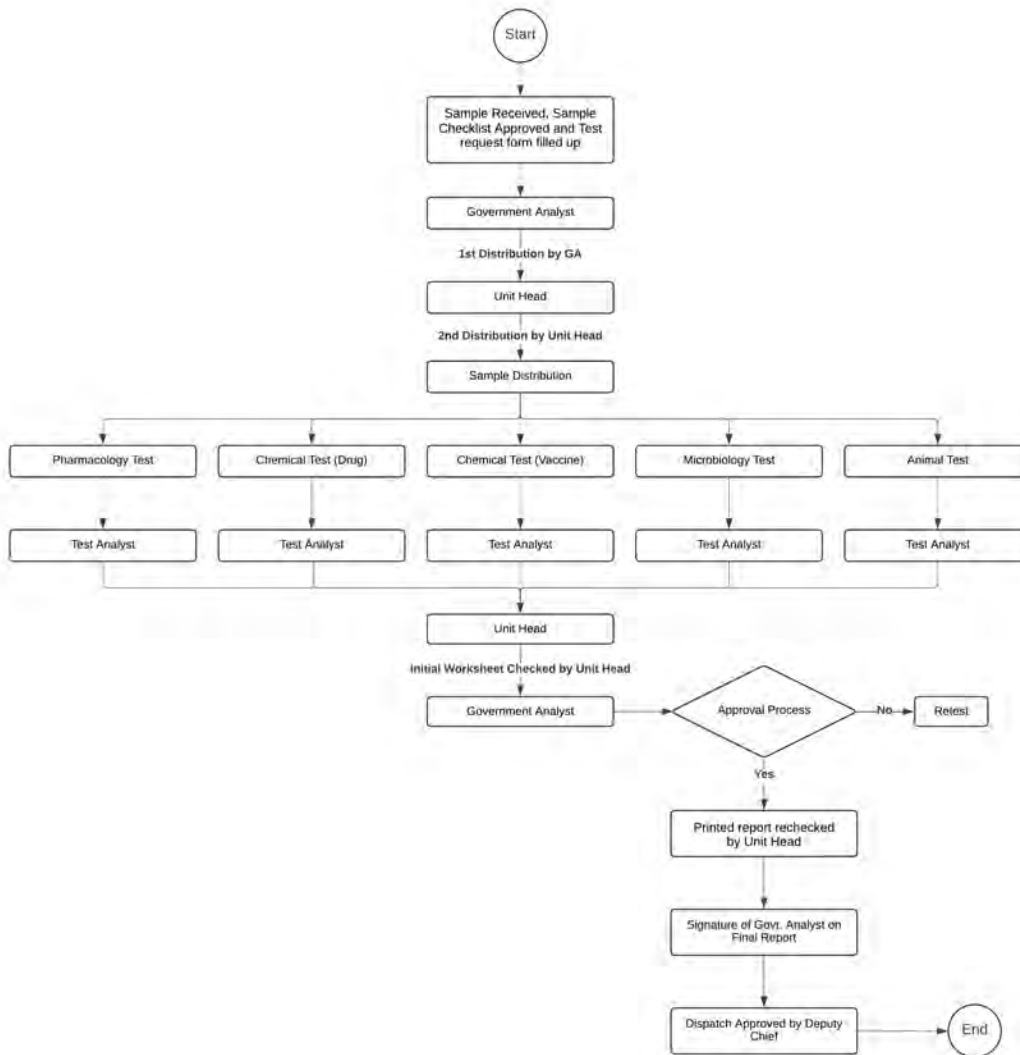 Start
Sample Received, Sample
Checklist Approved and Test
request form filled up
Government Analyst
1st Distribution by GA
Unit Head
2nd Distribution by Unit Head
Sample Distribution
Pharmacology Test
Chemical Test (Drug)
Chemical Test (Vaccine)
Microbiology Test
Animal Test
Test Analyst
Test Analyst
Test Analyst
Test Analyst
Test Analyst
Unit Head
Initial Worksheet Checked by Unit Head
Government Analyst
Approval Process
No
Retest
Yes
Printed report rechecked
by Unit Head
Signature of Govt. Analyst on
Final Report
Dispatch Approved by Deputy
Chief
End